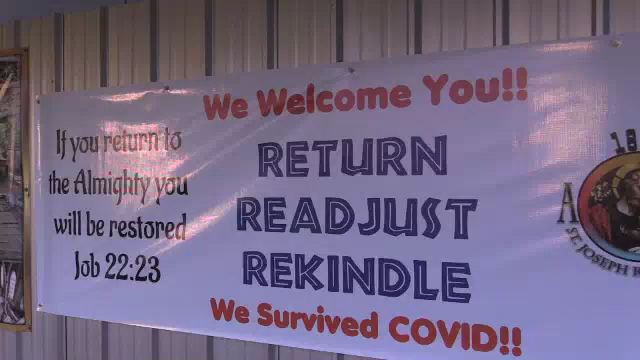 We Welcome You!!
If you return to
the Almighty you
will be restored
Job 22:23
RETURN
READJUST
REKINDLE
We Survived COVID!!
ST. JOSEPH